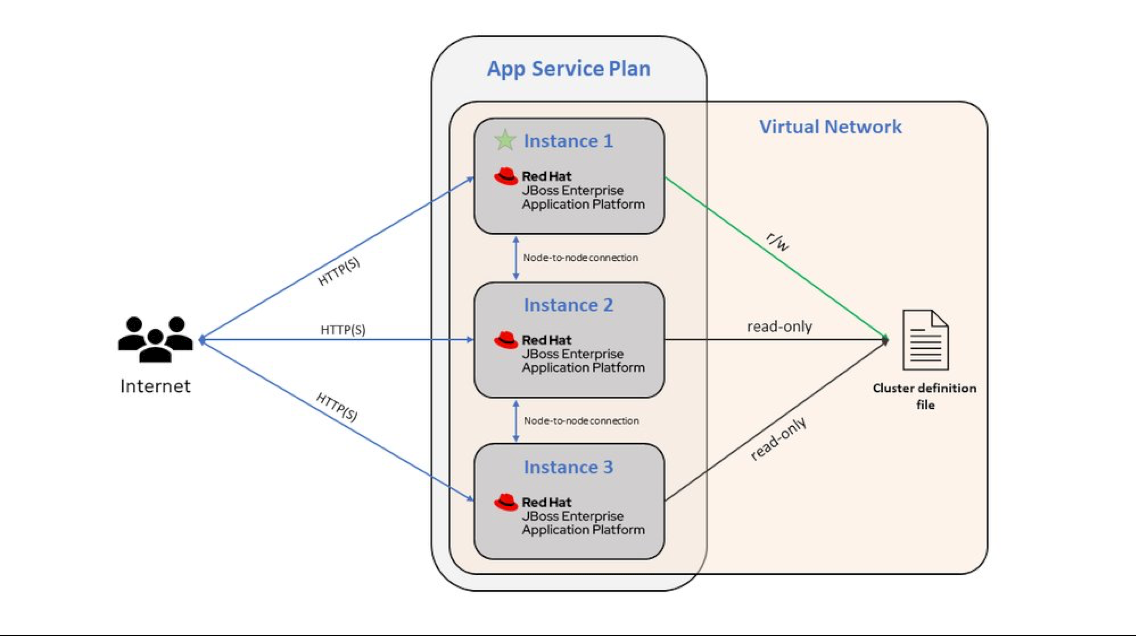 App Service Plan
Virtual Network
Instance 1
Red Hat
JBoss Enterprise
Application Platform
HTTP(S)
r/w
Node-to-node connection
Instance 2
Red Hat
JBoss Enterprise
Application Platform
HTTP(S)
read-only
Internet
Cluster definition
file
HTTP(S)
Node-to-node connection
read-only
Instance 3
Red Hat
JBoss Enterprise
Application Platform